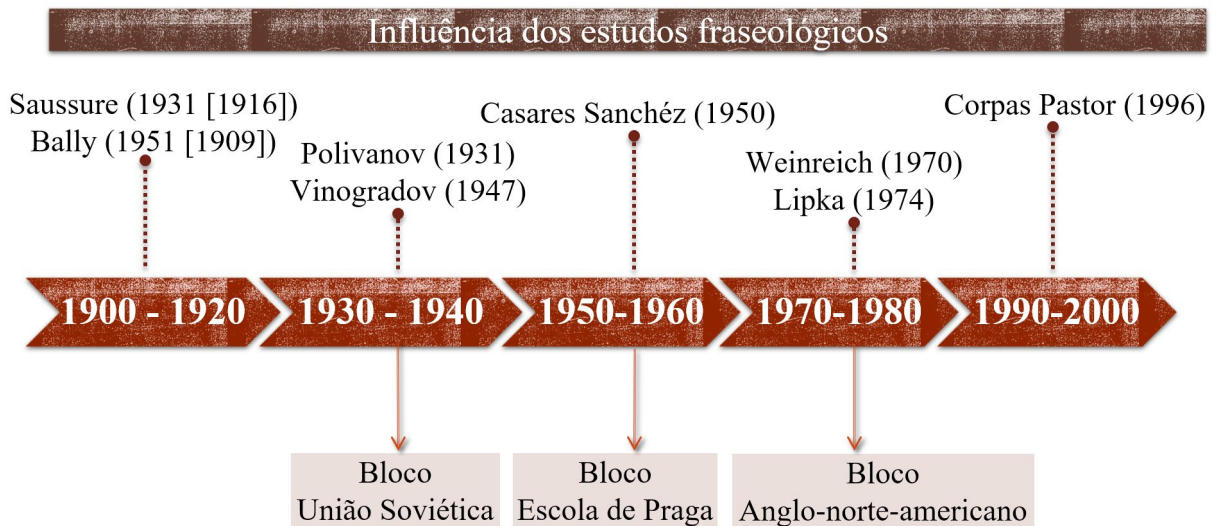 Influência dos estudos fraseológicos
Saussure (1931 [1916])
Bally (1951 [1909])
Polivanov (1931)
Vinogradov (1947)
Casares Sanchéz (1950)
Weinreich (1970)
Lipka (1974)
Corpas Pastor (1996)
1900 - 1920
1930 - 1940
1950-1960
1970-1980
1990-2000
Bloco
União Soviética
Bloco
Escola de Praga
Bloco
Anglo-norte-americano